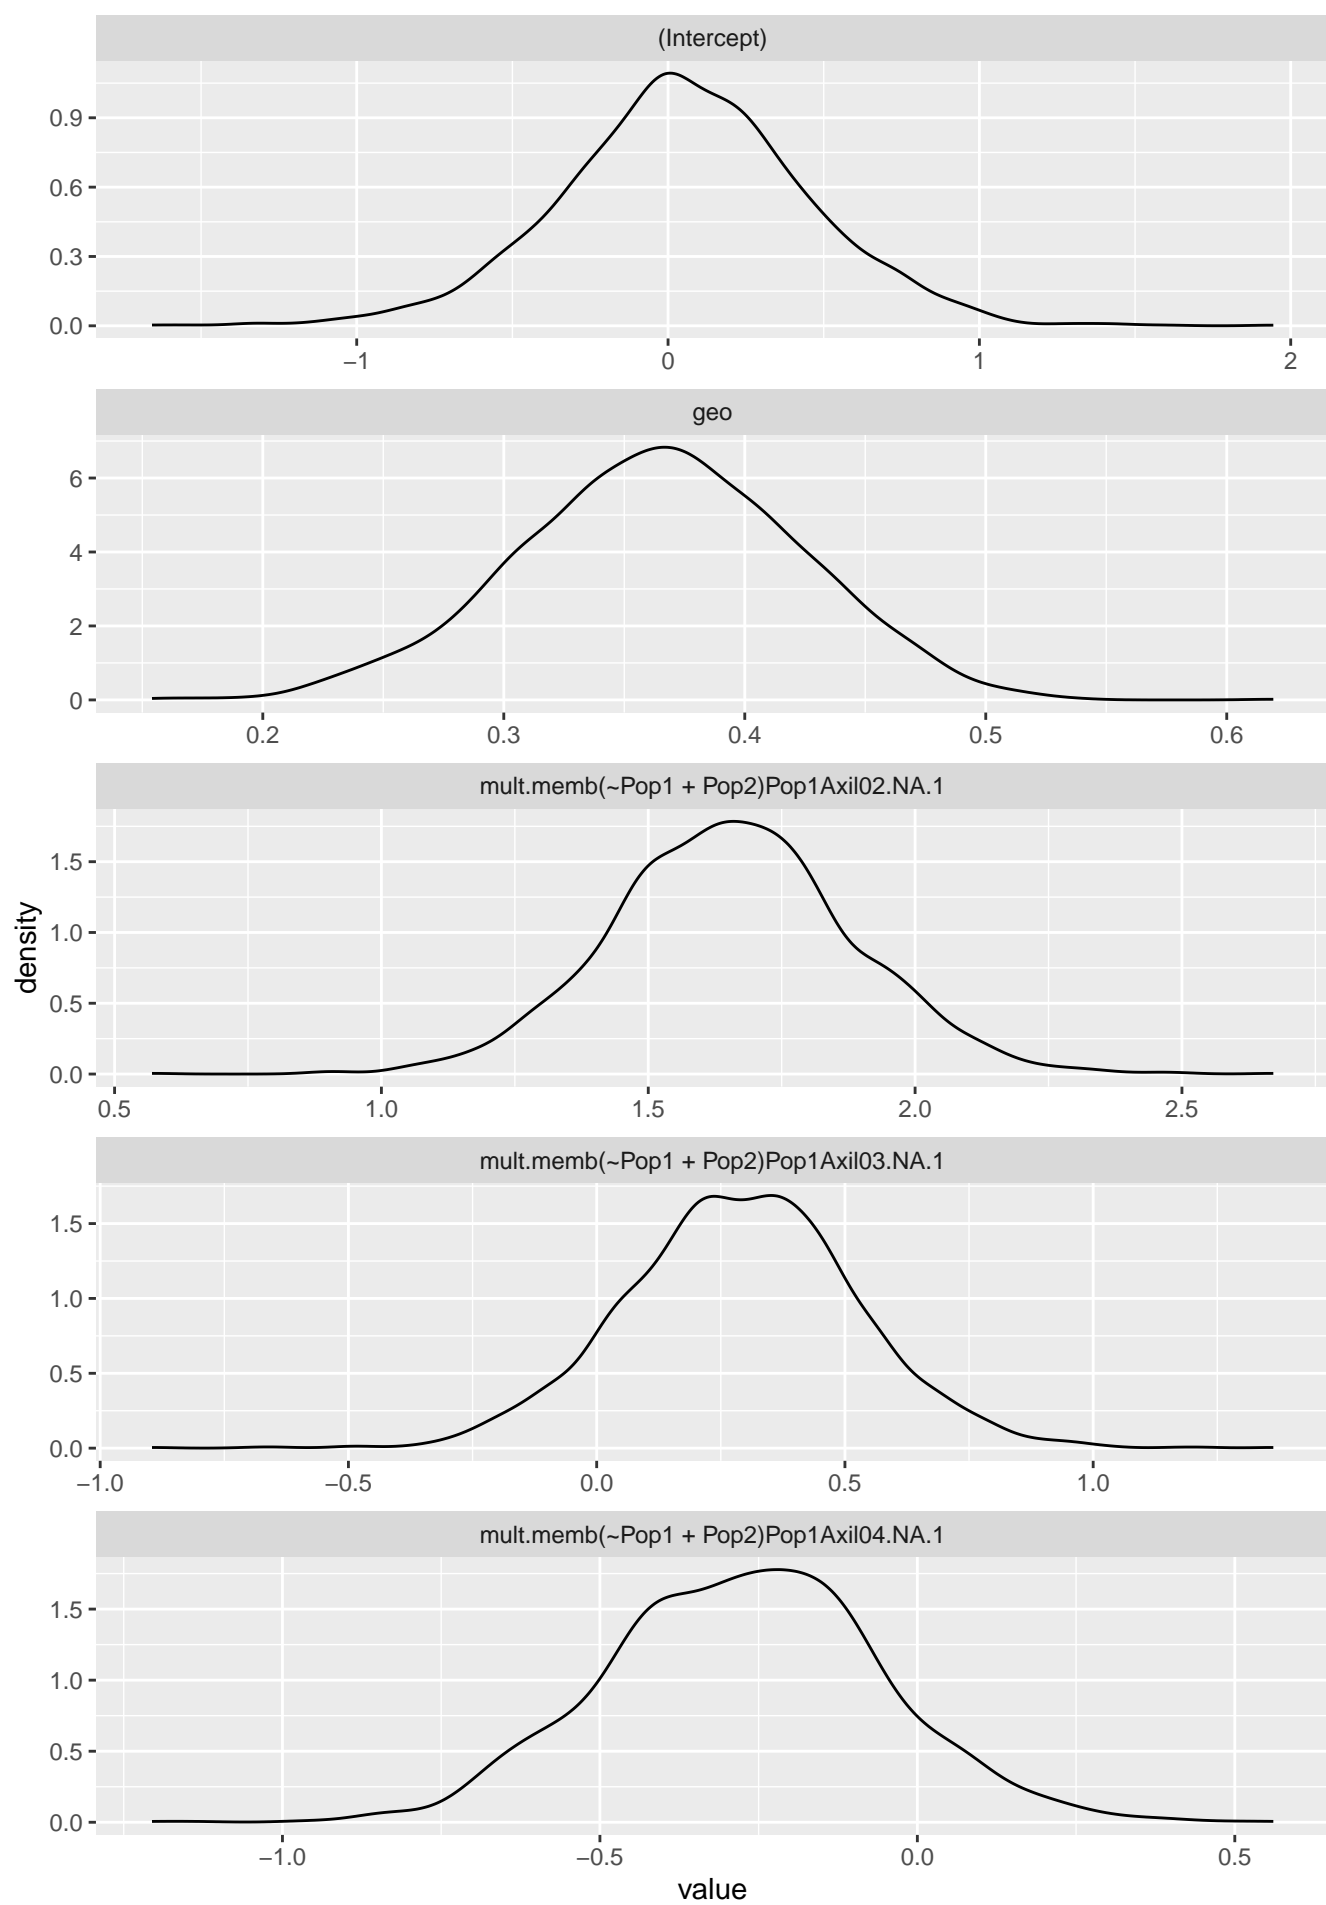 (Intercept)
0.9
0.6
0.3
0.0
−1 0 1 2
geo
6
4
2
0
0.2 0.3 0.4 0.5 0.6
mult.memb(~Pop1 + Pop2)Pop1Axil02.NA.1
1.5
1.0
0.5
0.0
0.5 1.0 1.5 2.0 2.5
density
mult.memb(~Pop1 + Pop2)Pop1Axil03.NA.1
1.5
1.0
0.5
0.0
−1.0 −0.5 0.0 0.5 1.0
mult.memb(~Pop1 + Pop2)Pop1Axil04.NA.1
1.5
1.0
0.5
0.0
−1.0 −0.5 0.0 0.5
value